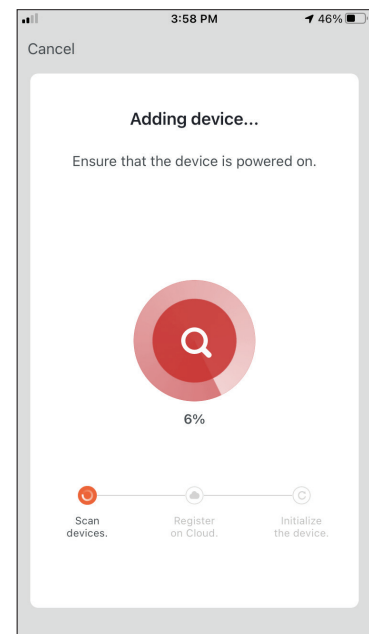 3:58 PM
46%
Cancel
Adding device...
Ensure that the device is powered on.
6%
Scan
devices.
Register
on Cloud.
Initialize
the device.